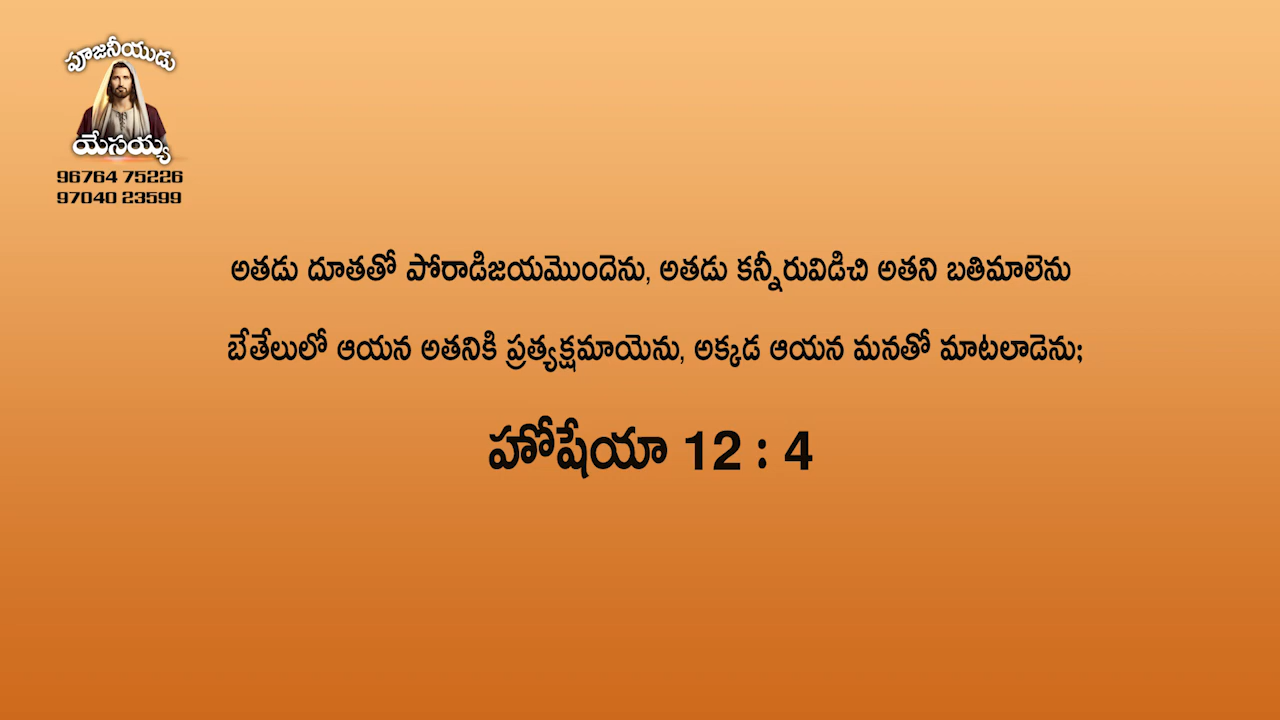 పూజనీయుడు
యేసయ్య
96764 75226
97040 23599
అతడు దూతతో పోరాడిజయమొందెను, అతడు కన్నీరువిడిచి అతని బతిమాలెను
బేతేలులో ఆయన అతనికి ప్రత్యక్షమాయెను, అక్కడ ఆయన మనతో మాటలాడెను;
హోషేయా 12 : 4